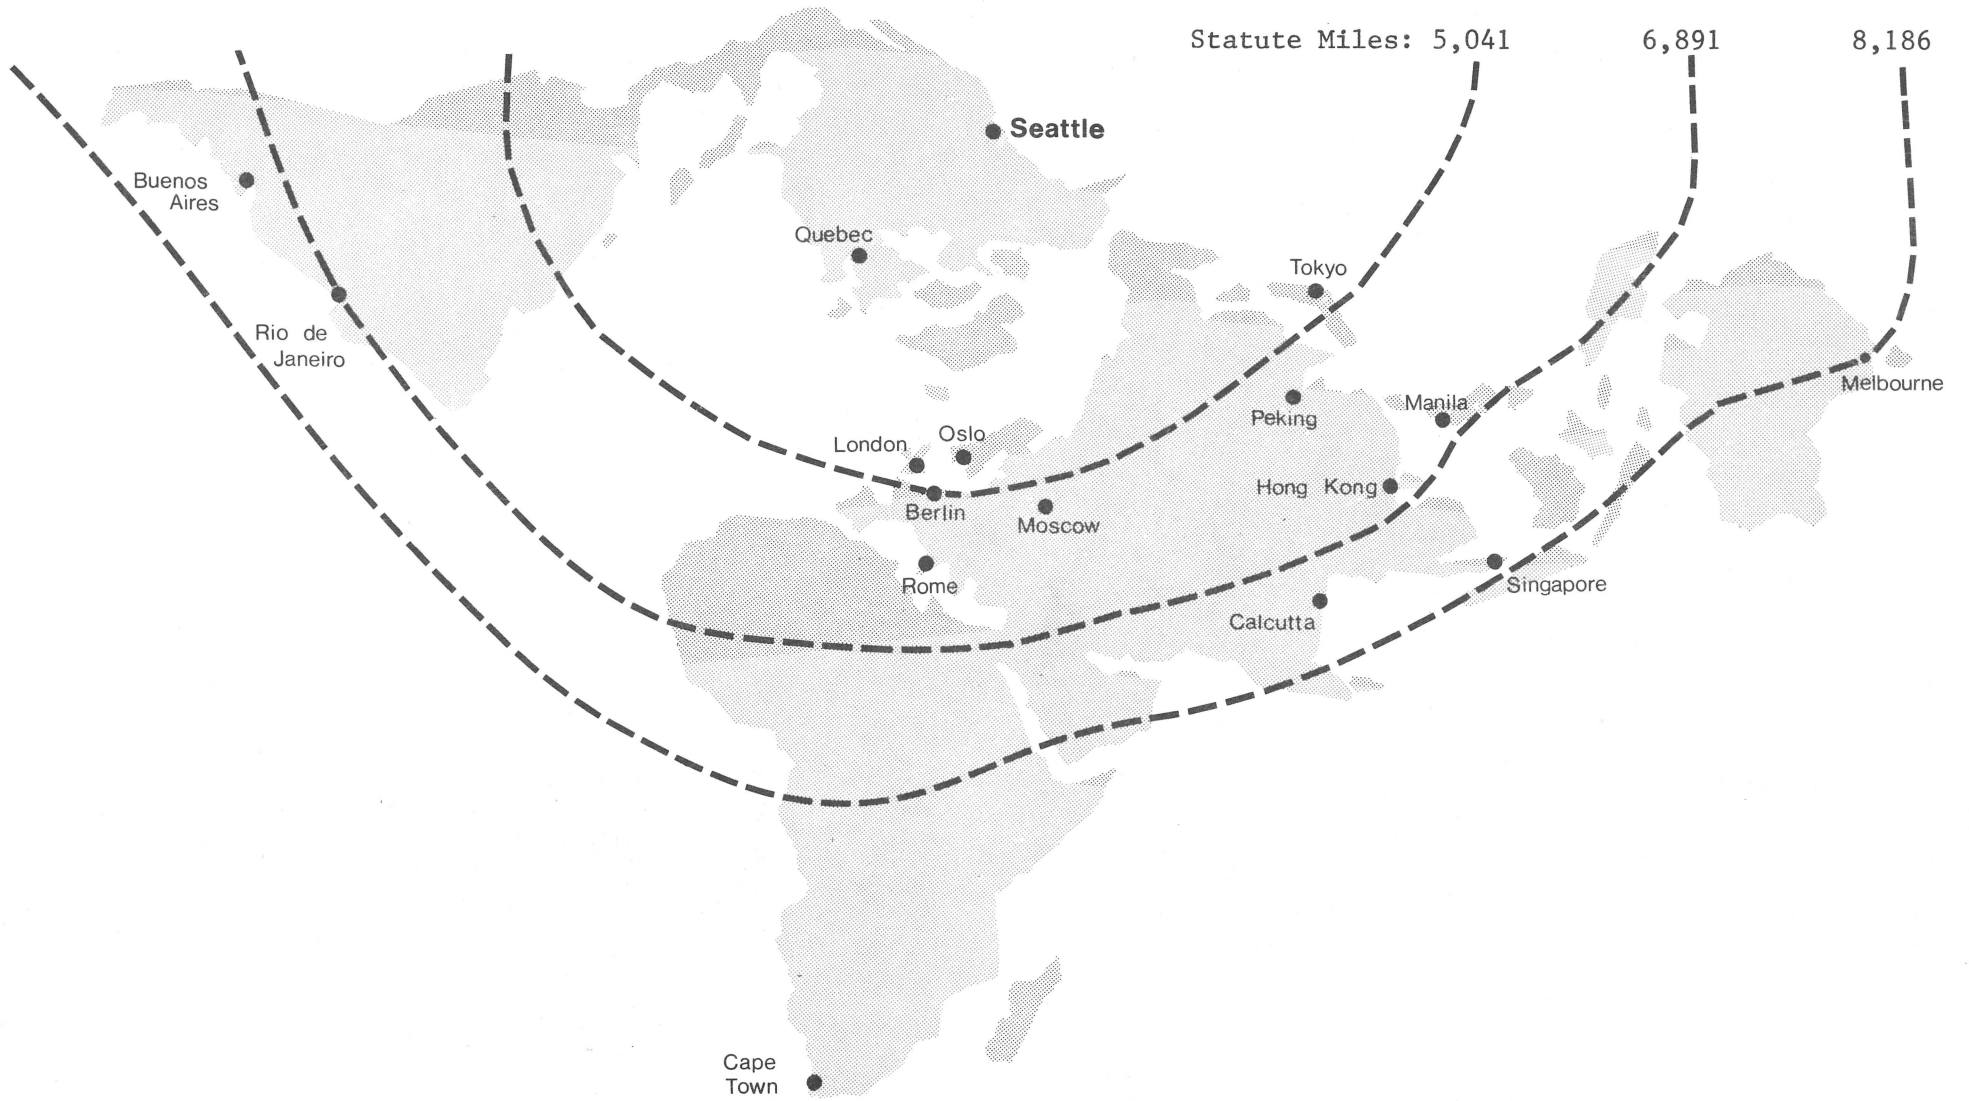 Statute Miles: 5,041 6,891 8,186
Seattle
Buenos
Aires
Quebec
Tokyo
Rio de
Janeiro
Melbourne
Manila
Peking
London
Oslo
Hong Kong
Berlin
Moscow
Rome
Singapore
Calcutta
Cape
Town